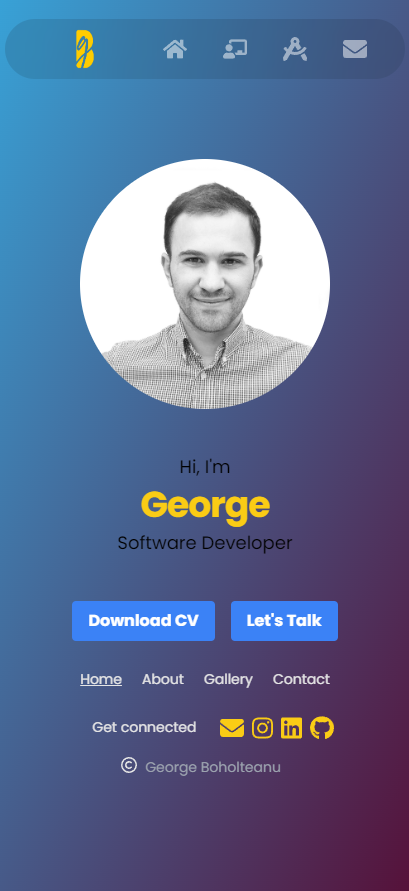 Hi, I'm
George
Software Developer
Download CV Let's Talk
Home About Gallery Contact
Get connected
© George Boholteanu